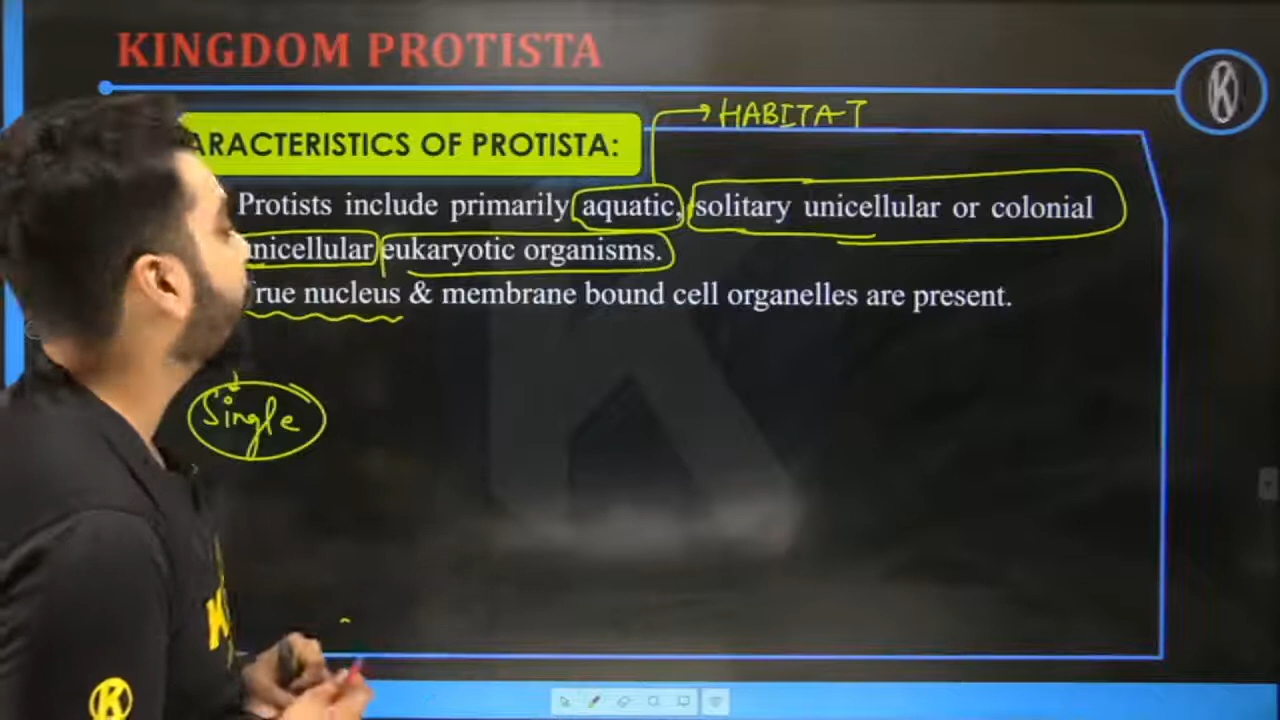 KINGDOM PROTISTA
HABITAT
ARACTERISTICS OF PROTISTA:
Protists include primarily aquatic, solitary unicellular or colonial
unicellular eukaryotic organisms.
True nucleus & membrane bound cell organelles are present.
Single
K
K